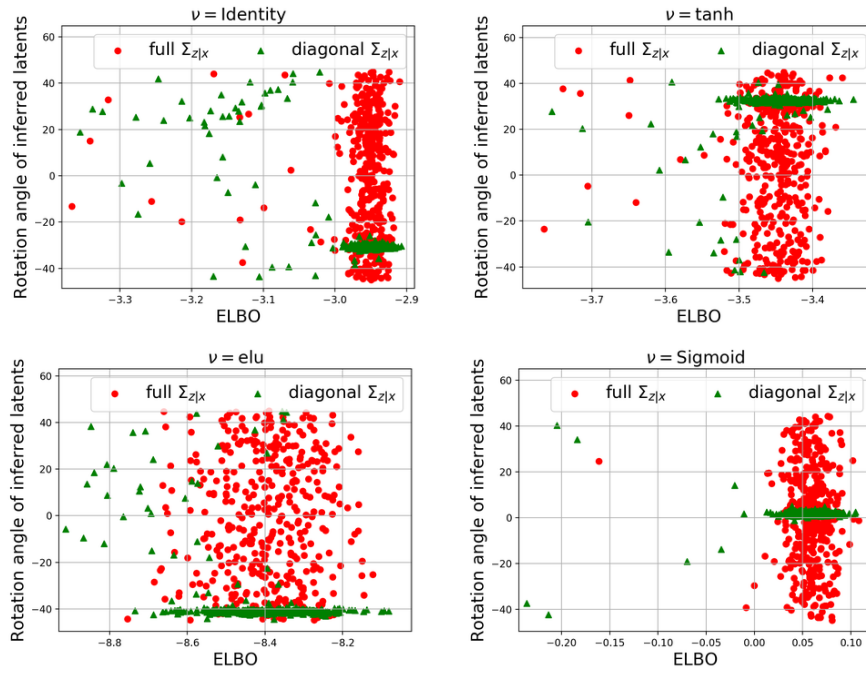 ν = Identity
full Σz|x
diagonal Σz|x
Rotation angle of inferred latents
60
40
20
0
−20
−40
−3.3
−3.2
−3.1
−3.0
−2.9
ELBO
ν = tanh
full Σz|x
diagonal Σz|x
Rotation angle of inferred latents
60
40
20
0
−20
−40
−3.7
−3.6
−3.5
−3.4
ELBO
ν = elu
full Σz|x
diagonal Σz|x
Rotation angle of inferred latents
60
40
20
0
−20
−40
−8.8
−8.6
−8.4
−8.2
ELBO
ν = Sigmoid
full Σz|x
diagonal Σz|x
Rotation angle of inferred latents
60
40
20
0
−20
−40
−0.20
−0.15
−0.10
−0.05
0.00
0.05
0.10
ELBO